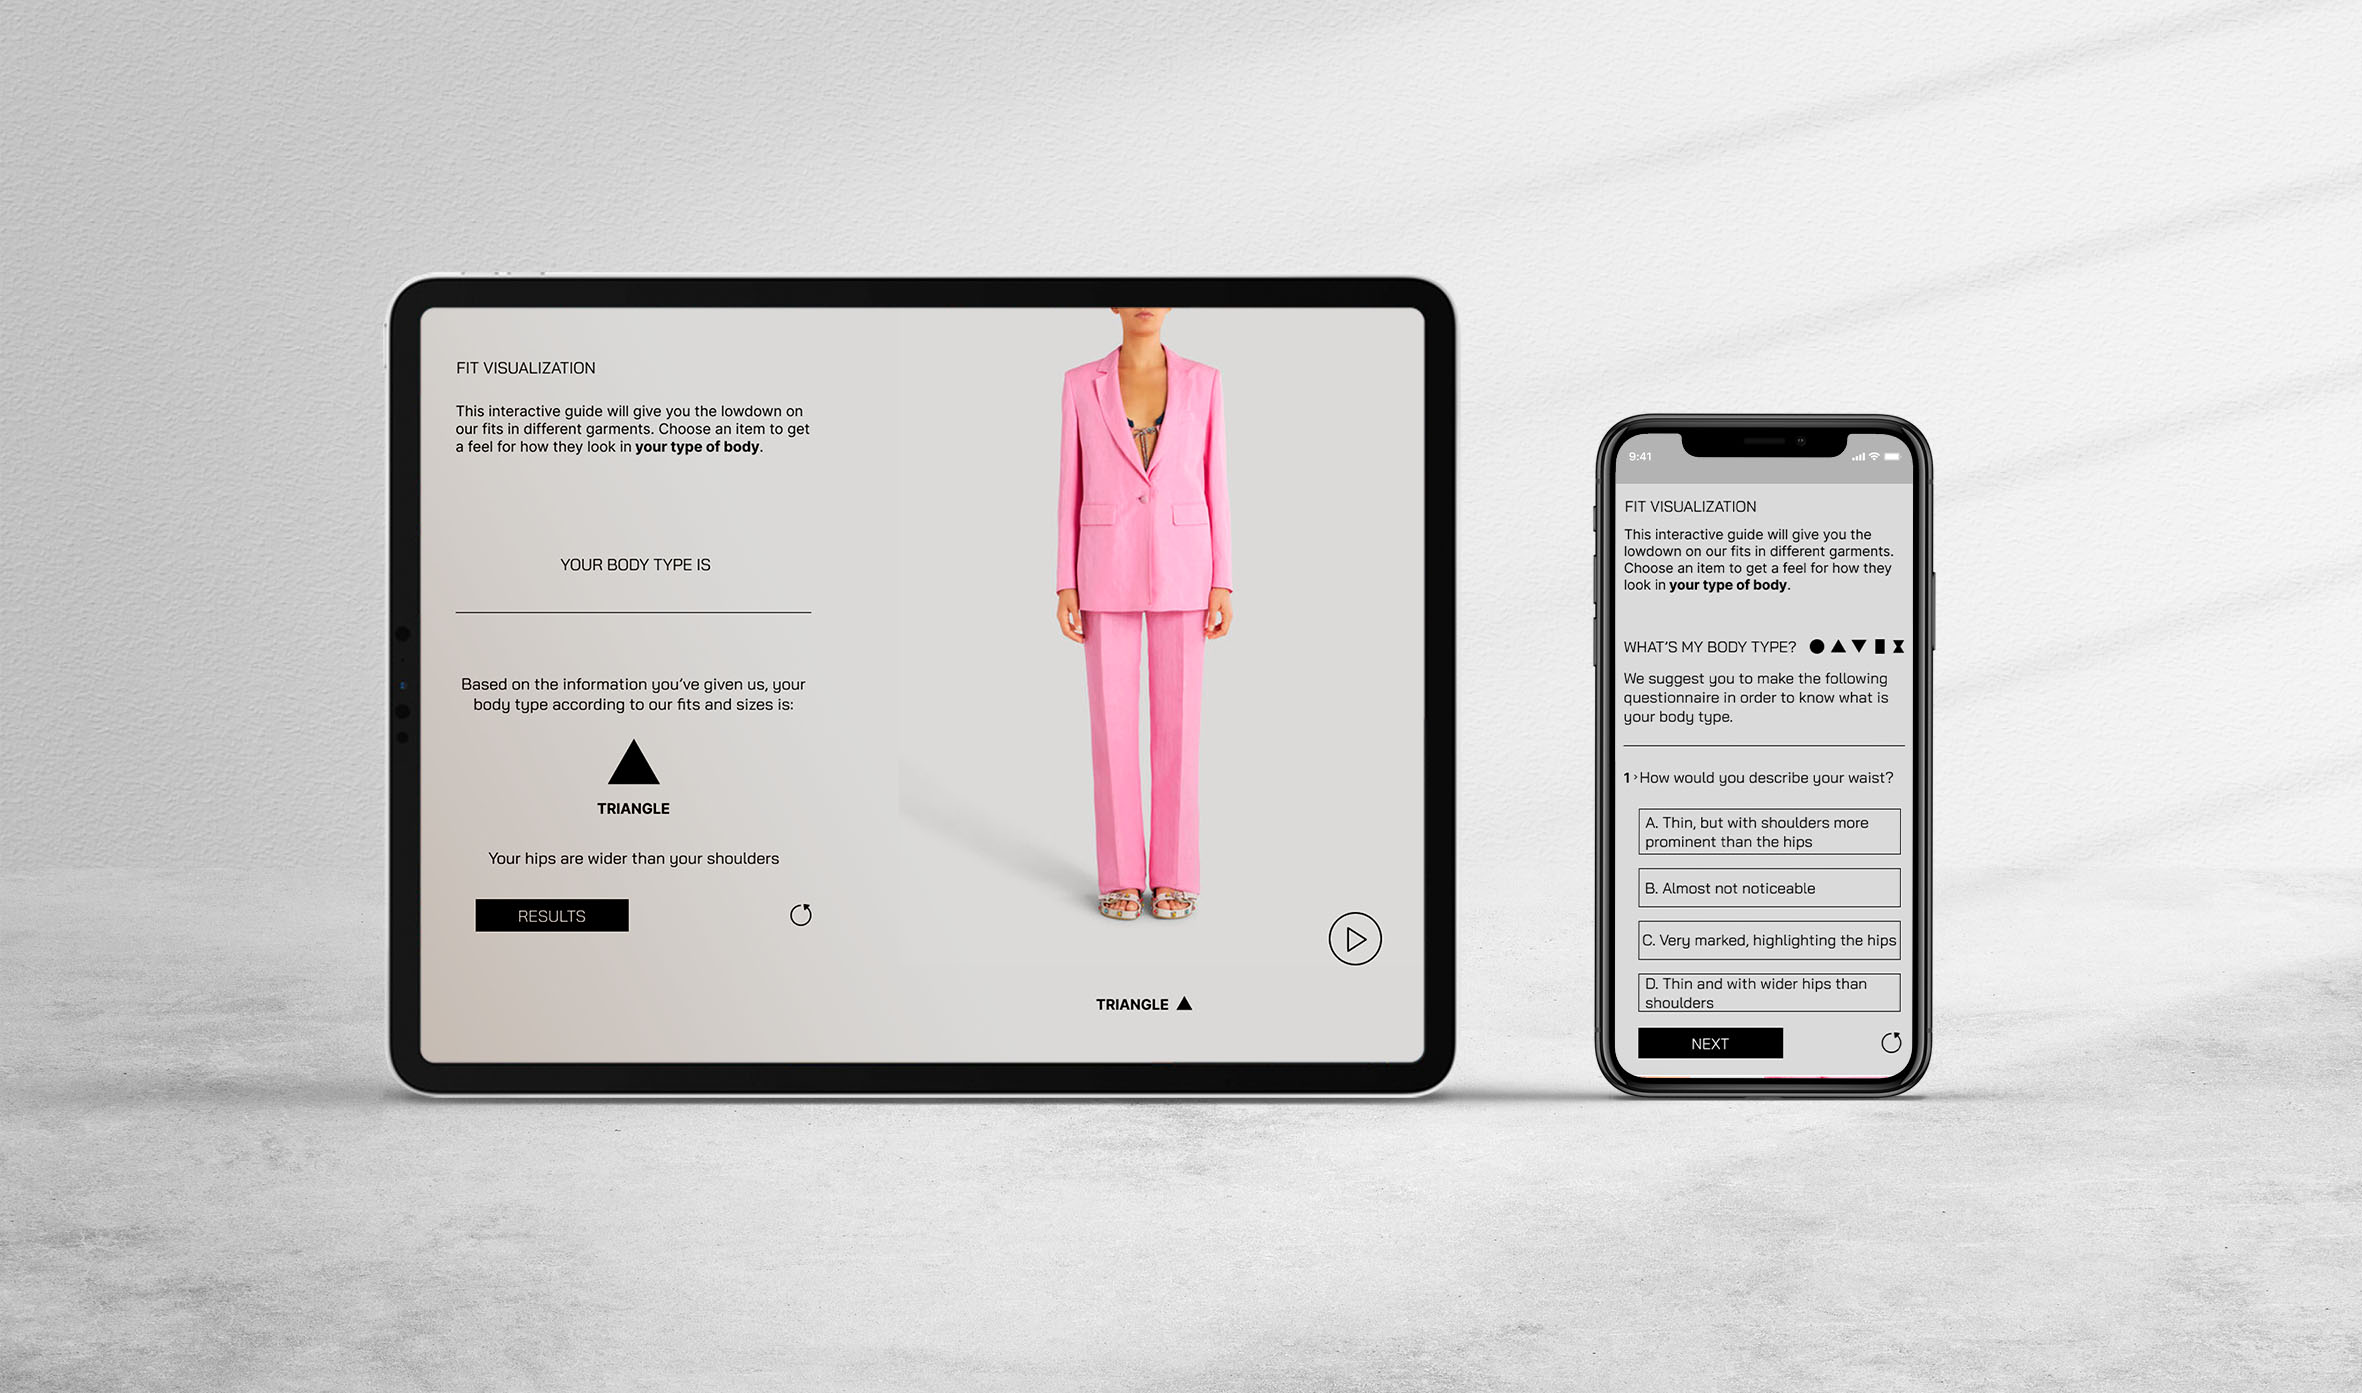 FIT VISUALIZATION
This interactive guide will give you the lowdown on
our fits in different garments. Choose an item to get
a feel for how they look in your type of body.
YOUR BODY TYPE IS
Based on the information you've given us, your
body type according to our fits and sizes is:
TRIANGLE
Your hips are wider than your shoulders
RESULTS
TRIANGLE
9:41
FIT VISUALIZATION
This interactive guide will give you the
lowdown on our fits in different garments.
Choose an item to get a feel for how they
look in your type of body.
WHAT'S MY BODY TYPE?
We suggest you to make the following
questionnaire in order to know what is
your body type.
1 › How would you describe your waist?
A. Thin, but with shoulders more
prominent than the hips
B. Almost not noticeable
C. Very marked, highlighting the hips
D. Thin and with wider hips than
shoulders
NEXT